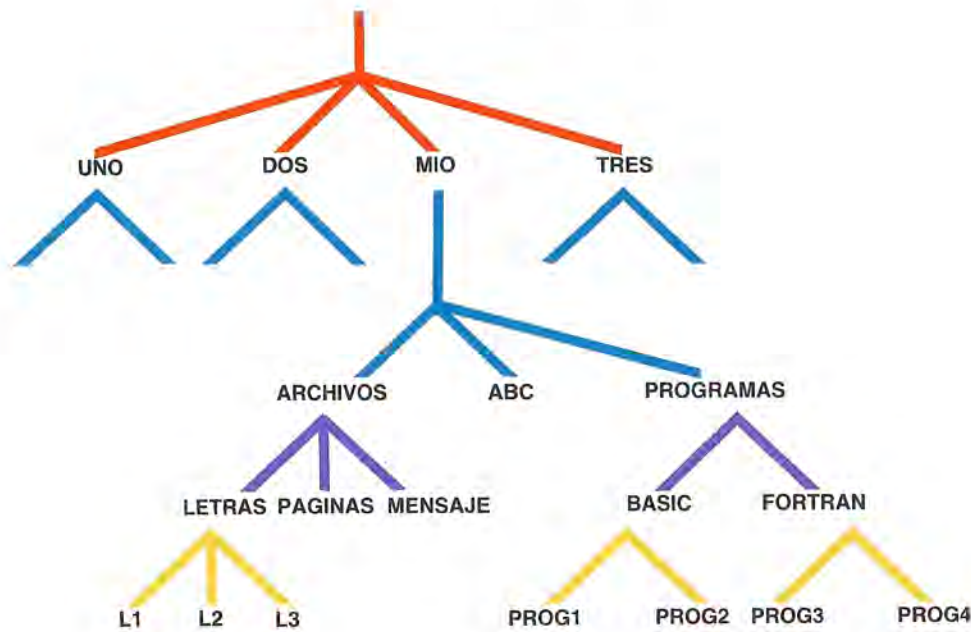 UNO DOS MIO TRES
ARCHIVOS ABC PROGRAMAS
LETRAS PAGINAS MENSAJE BASIC FORTRAN
L1 L2 L3 PROG1 PROG2 PROG3 PROG4